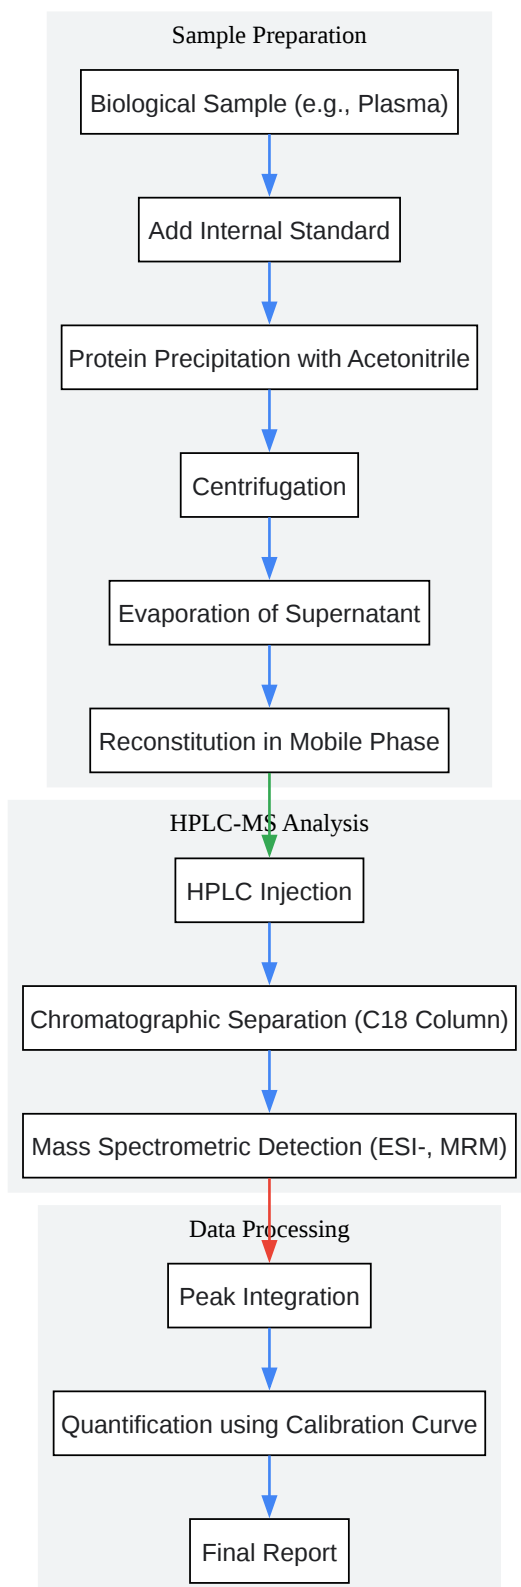 Sample Preparation
Biological Sample (e.g., Plasma)
Add Internal Standard
Protein Precipitation with Acetonitrile
Centrifugation
Evaporation of Supernatant
Reconstitution in Mobile Phase
HPLC-MS Analysis
HPLC Injection
Chromatographic Separation (C18 Column)
Mass Spectrometric Detection (ESI-, MRM)
Data Processing
Peak Integration
Quantification using Calibration Curve
Final Report